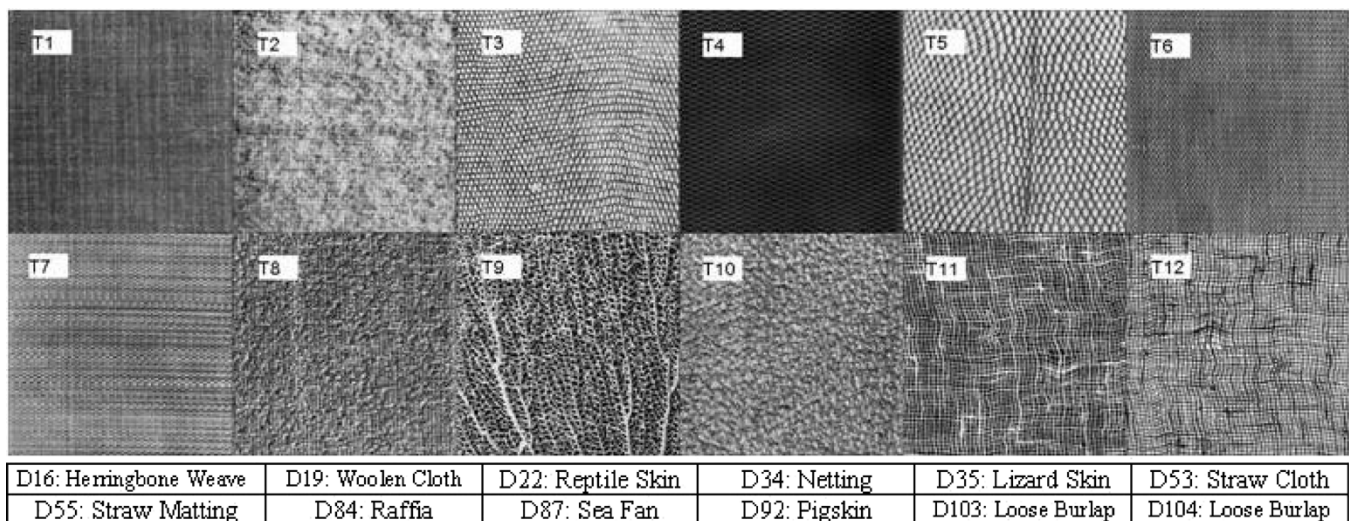 T1 T2 T3 T4 T5 T6
T7 T8 T9 T10 T11 T12
D16: Herringbone Weave D19: Woolen Cloth D22: Reptile Skin D34: Netting D35: Lizard Skin D53: Straw Cloth
D55: Straw Matting D84: Raffia D87: Sea Fan D92: Pigskin D103: Loose Burlap D104: Loose Burlap